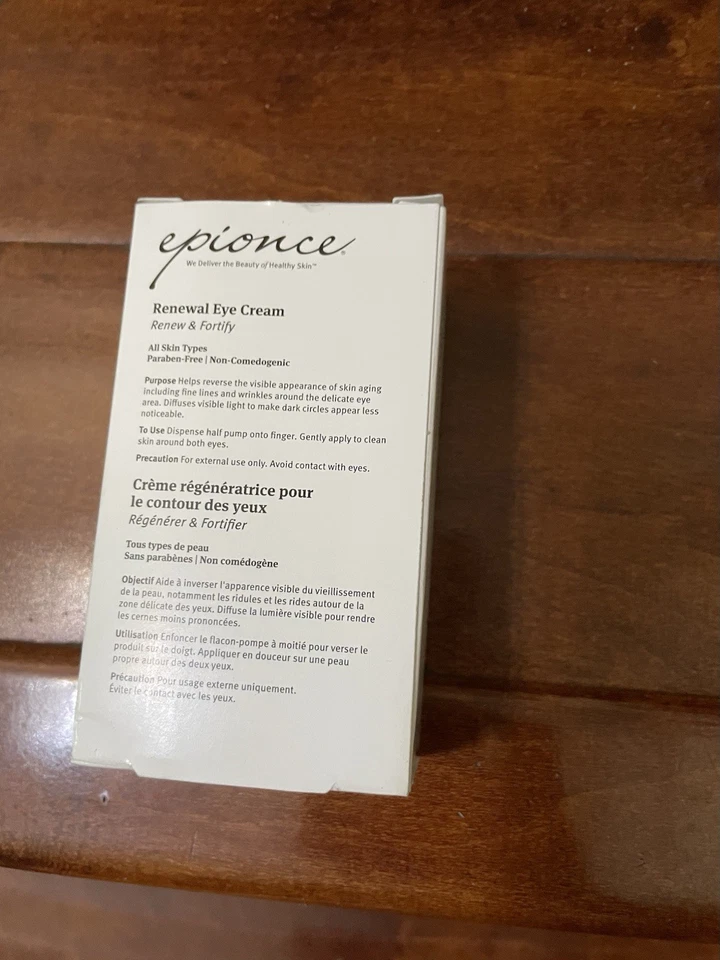 epionce®
We Deliver the Beauty of Healthy Skin™
Renewal Eye Cream
Renew & Fortify
All Skin Types
Paraben-Free | Non-Comedogenic
Purpose Helps reverse the visible appearance of skin aging
including fine lines and wrinkles around the delicate eye
area. Diffuses visible light to make dark circles appear less
noticeable.
To Use Dispense half pump onto finger. Gently apply to clean
skin around both eyes.
Precaution For external use only. Avoid contact with eyes.
Crème régénératrice pour
le contour des yeux
Régénérer & Fortifier
Tous types de peau
Sans parabènes | Non comédogène
Objectif Aide à inverser l'apparence visible du vieillissement
de la peau, notamment les ridules et les rides autour de la
zone délicate des yeux. Diffuse la lumière visible pour rendre
les cernes moins prononcées.
Utilisation Enfoncer le flacon-pompe à moitié pour verser le
produit sur le doigt. Appliquer en douceur sur une peau
propre autour des deux yeux.
Précaution Pour usage externe uniquement.
Éviter le contact avec les yeux.